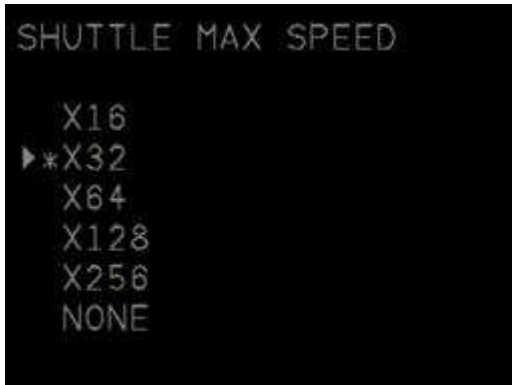 SHUTTLE MAX SPEED
X16
▶*X32
X64
X128
X256
NONE